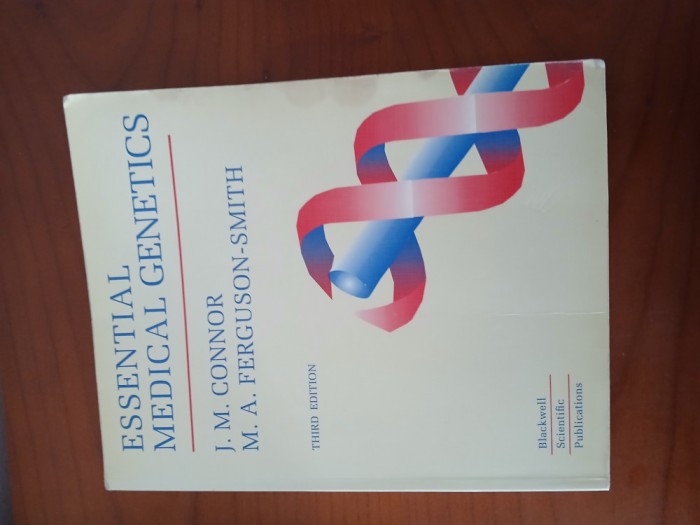 ESSENTIAL
MEDICAL GENETICS
J. M. CONNOR
M. A. FERGUSON-SMITH
THIRD EDITION
Blackwell
Scientific
Publications